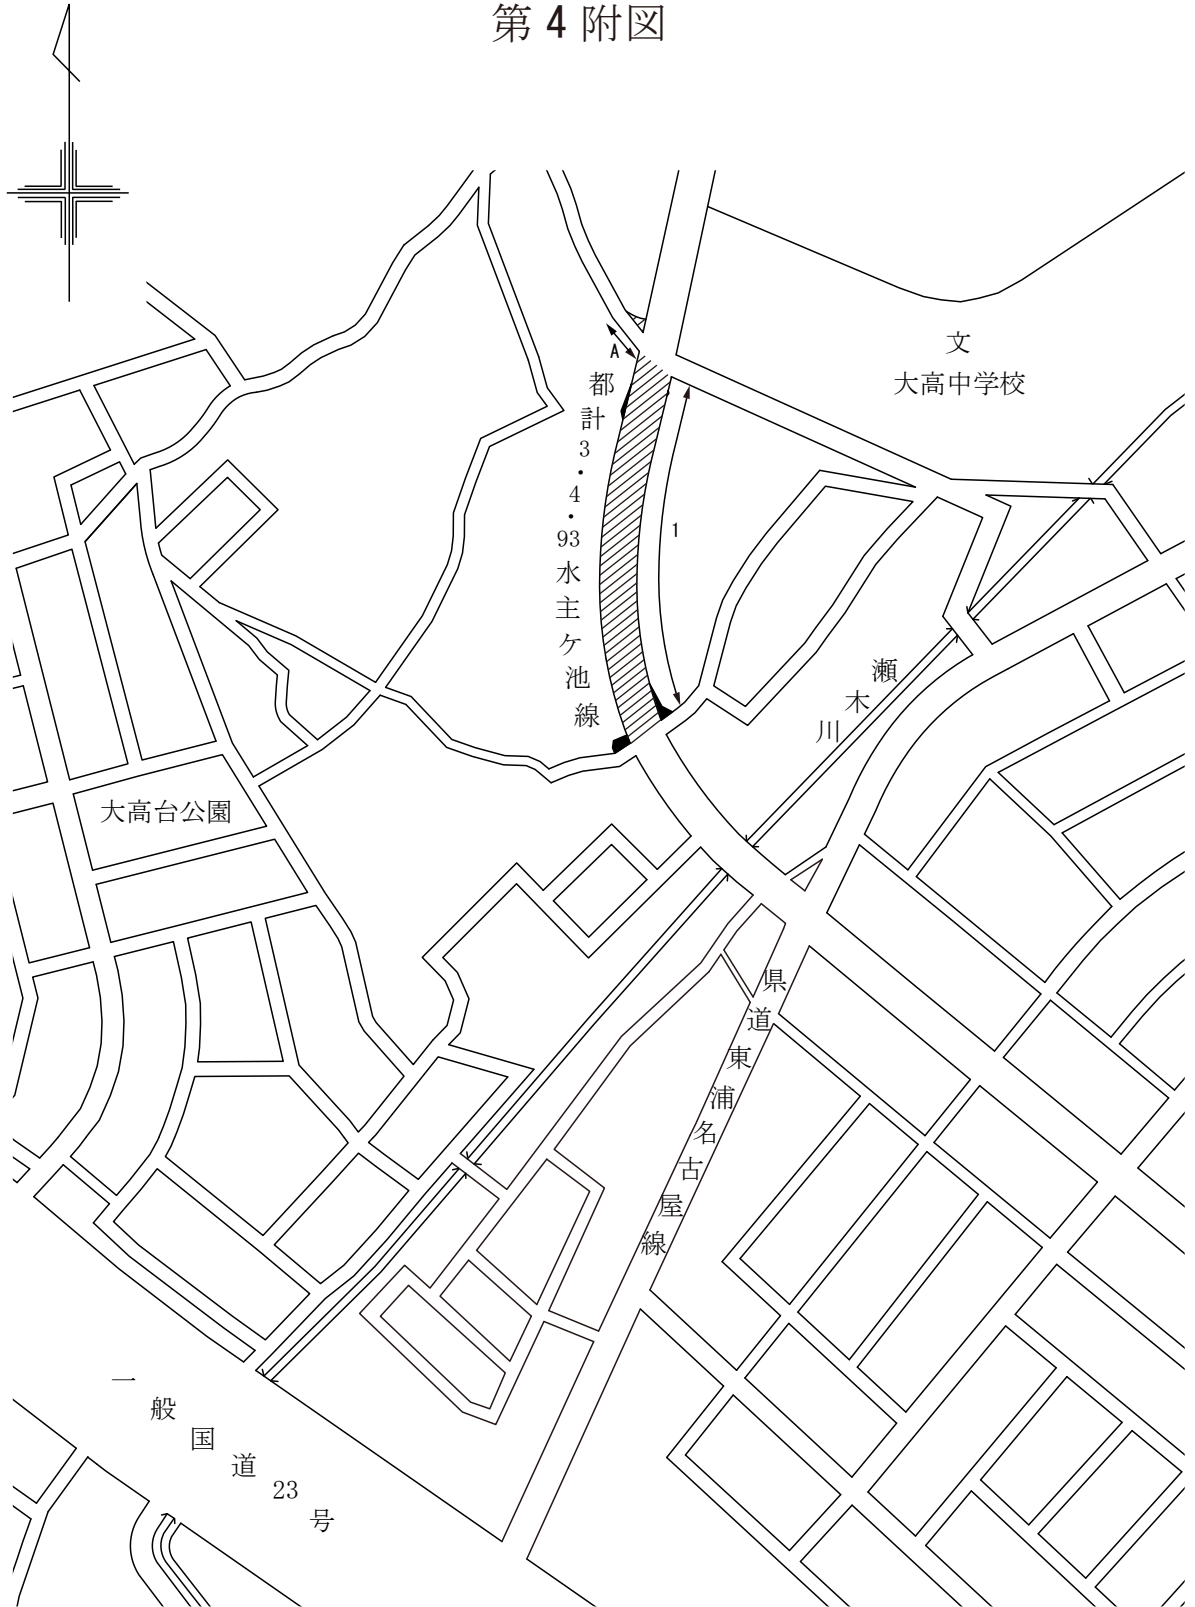 第4附図
文
大高中学校
A
都計3・4・93水主ケ池線
1
瀬木川
大高台公園
県道東浦名古屋線
一般国道23号